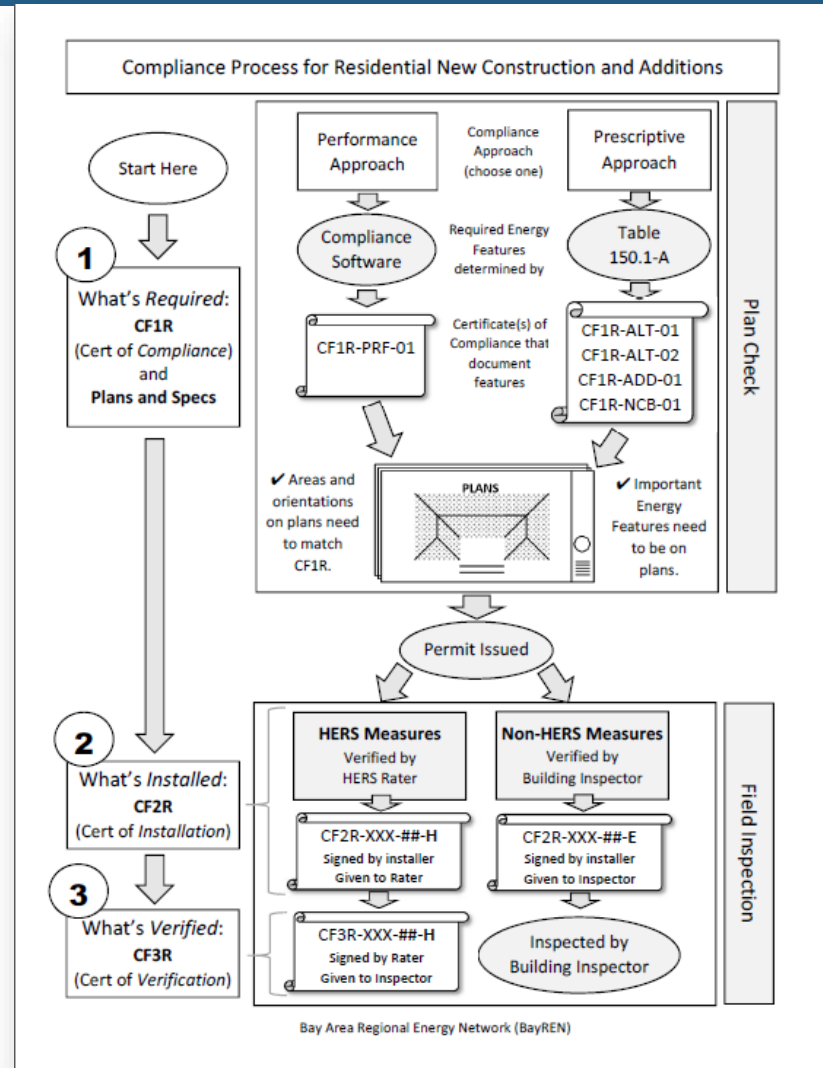 Compliance Process for Residential New Construction and Additions
Start Here
1
What's Required:
CF1R
(Cert of Compliance)
and
Plans and Specs
Performance
Approach
Compliance
Approach
(choose one)
Prescriptive
Approach
Compliance
Software
Required Energy
Features
determined by
Table
150.1-A
CF1R-PRF-01
Certificate(s) of
Compliance that
document
features
CF1R-ALT-01
CF1R-ALT-02
CF1R-ADD-01
CF1R-NCB-01
✔ Areas and
orientations
on plans need
to match
CF1R.
PLANS
✔ Important
Energy
Features need
to be on
plans.
Plan Check
Permit Issued
2
What's Installed:
CF2R
(Cert of Installation)
HERS Measures
Verified by
HERS Rater
Non-HERS Measures
Verified by
Building Inspector
CF2R-XXX-##-H
Signed by installer
Given to Rater
CF2R-XXX-##-E
Signed by installer
Given to Inspector
3
What's Verified:
CF3R
(Cert of Verification)
CF3R-XXX-##-H
Signed by Rater
Given to Inspector
Inspected by
Building Inspector
Field Inspection
Bay Area Regional Energy Network (BayREN)